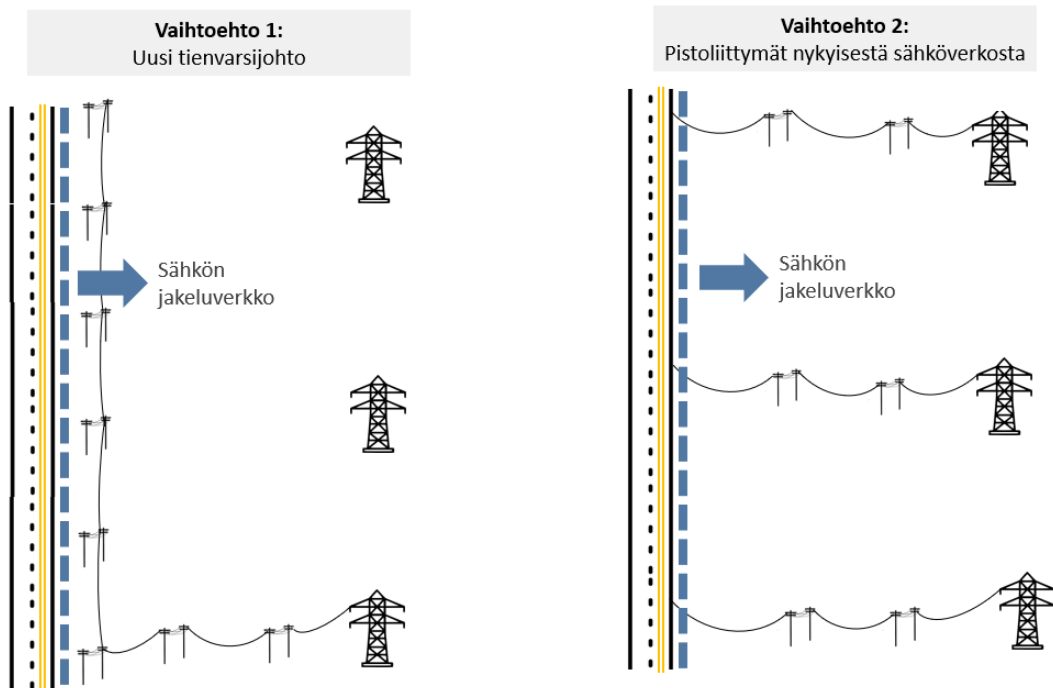 Vaihtoehto 1:
Uusi tienvarsijohto
Sähkön
jakeluverkko
Vaihtoehto 2:
Pistoliittymät nykyisestä sähköverkosta
Sähkön
jakeluverkko